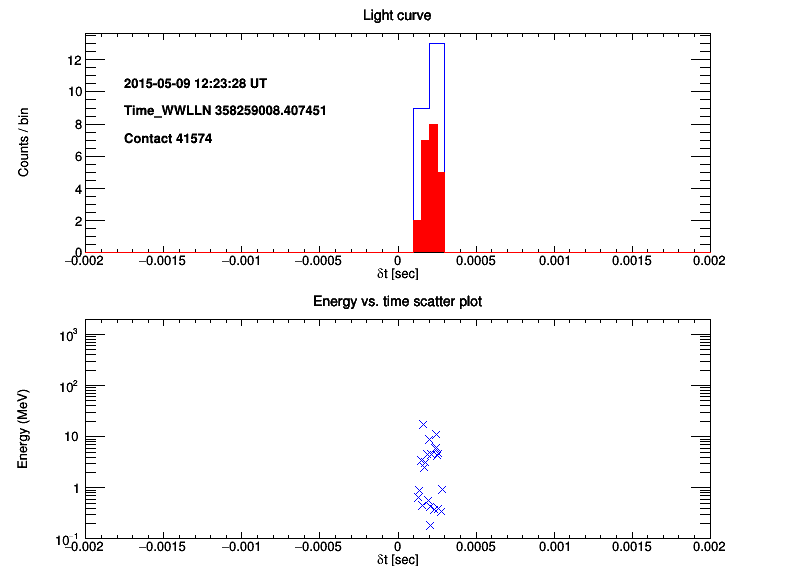 Light curve
Counts / bin
12
10
8
6
4
2
0
2015-05-09 12:23:28 UT
Time_WWLLN 358259008.407451
Contact 41574
−0.002 −0.0015 −0.001 −0.0005 0 0.0005 0.001 0.0015 0.002
δt [sec]
Energy vs. time scatter plot
Energy (MeV)
10³
10²
10
1
10⁻¹
−0.002 −0.0015 −0.001 −0.0005 0 0.0005 0.001 0.0015 0.002
δt [sec]